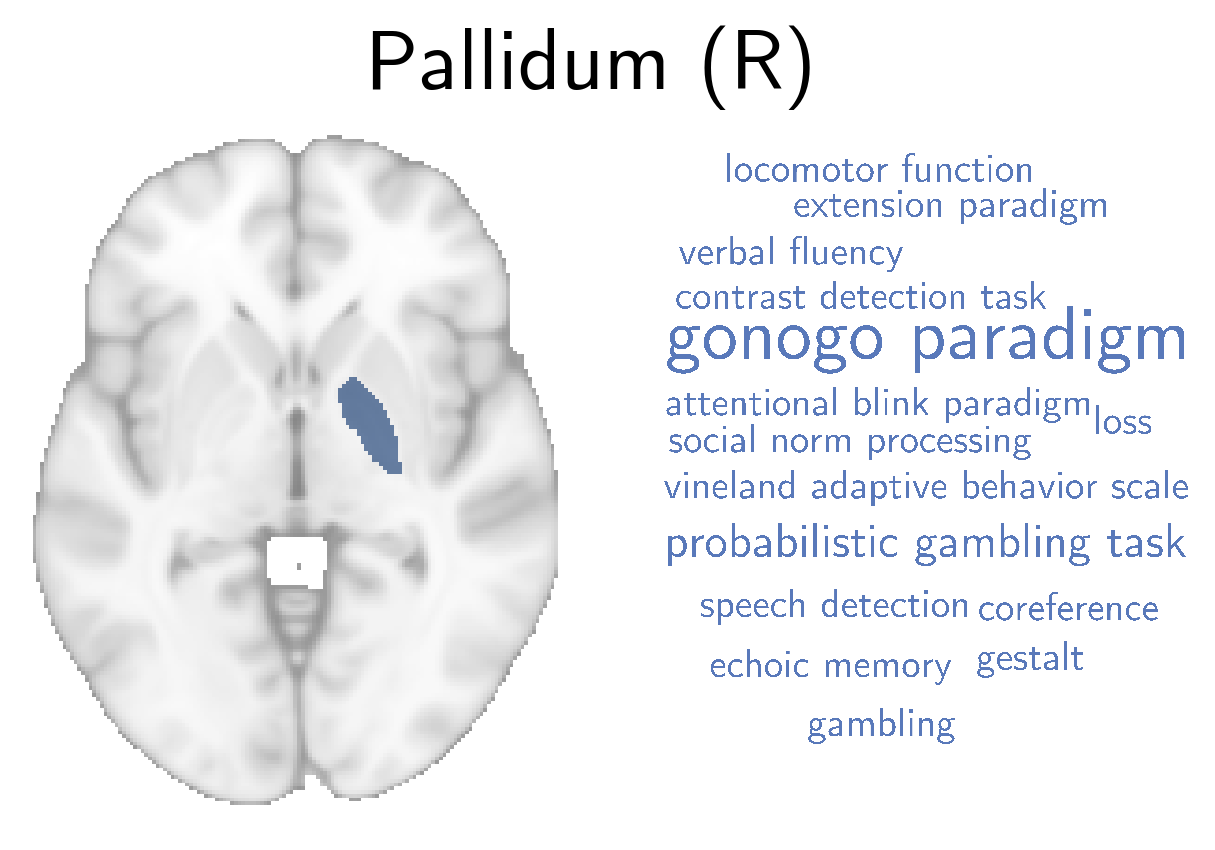 Pallidum (R)
locomotor function
extension paradigm
verbal fluency
contrast detection task
gonogo paradigm
attentional blink paradigm
loss
social norm processing
vineland adaptive behavior scale
probabilistic gambling task
speech detection
coreference
echoic memory
gestalt
gambling